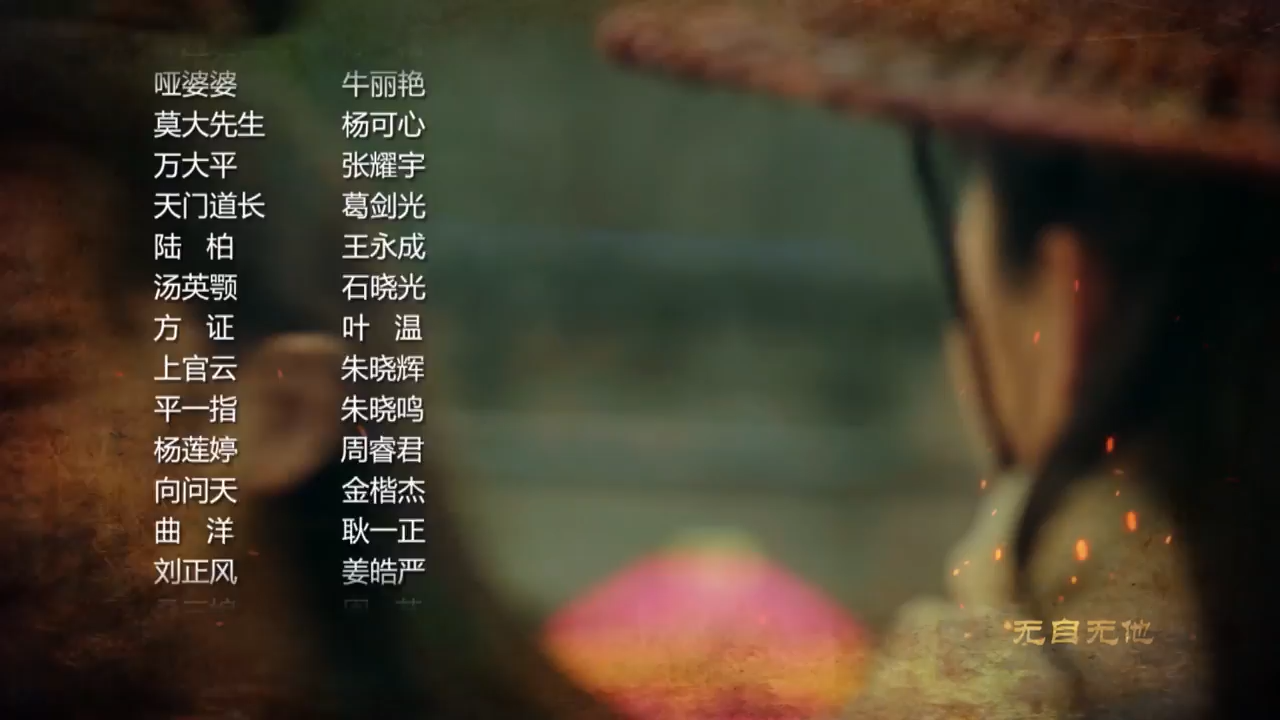 哑婆婆 牛丽艳
莫大先生 杨可心
万大平 张耀宇
天门道长 葛剑光
陆 柏 王永成
汤英颚 石晓光
方 证 叶 温
上官云 朱晓辉
平一指 朱晓鸣
杨莲婷 周睿君
向问天 金楷杰
曲 洋 耿一正
刘正风 姜皓严
无自无他